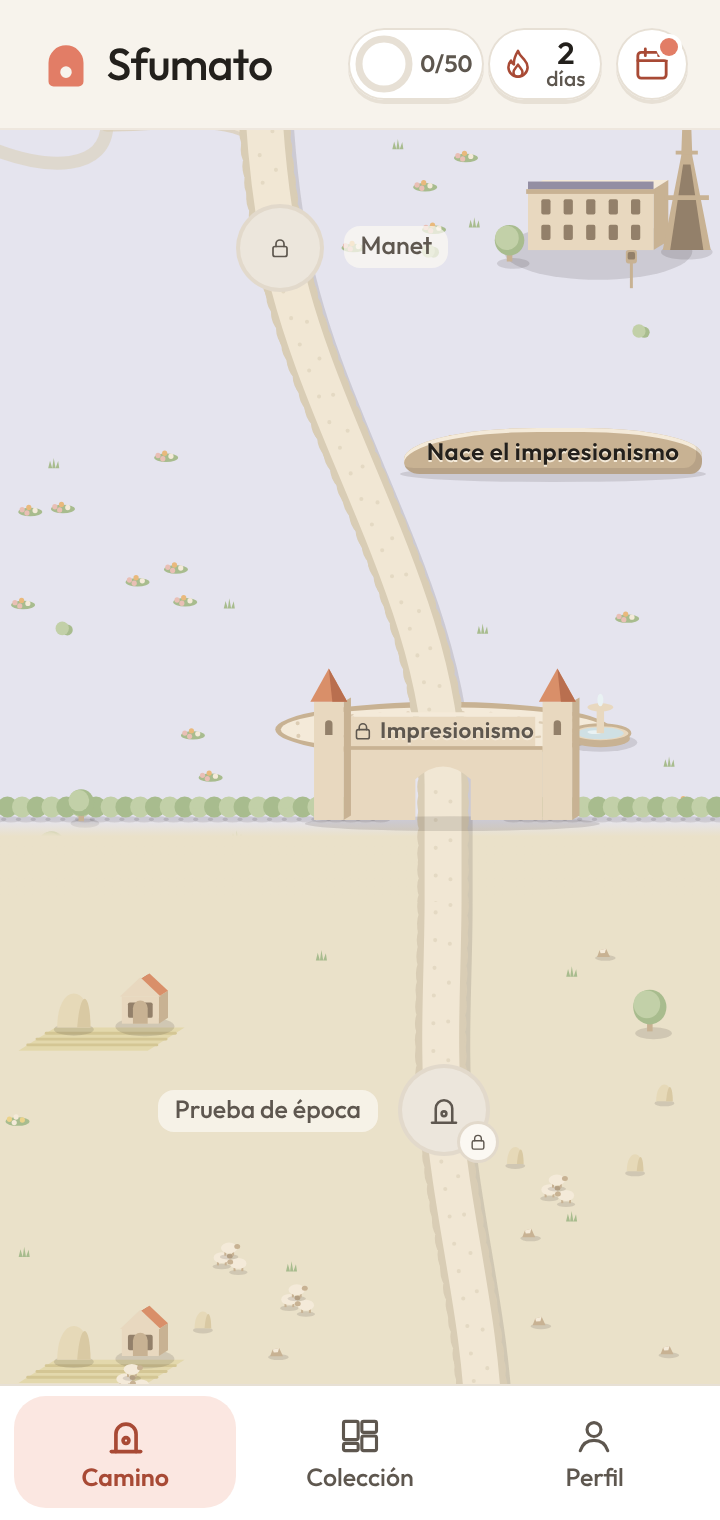 Sfumato
0/50
2
días
Manet
Nace el impresionismo
Impresionismo
Prueba de época
Camino
Colección
Perfil